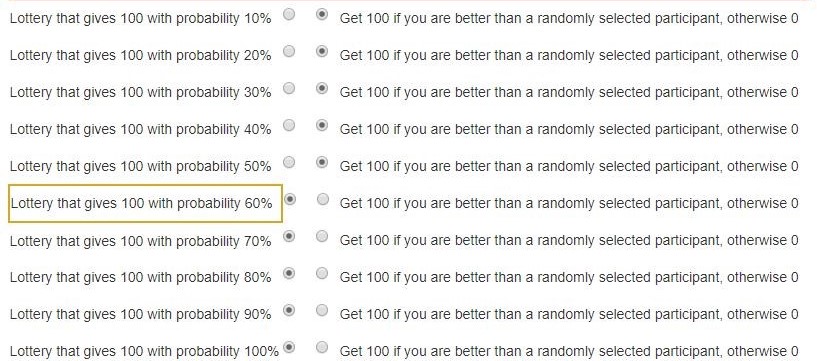 Lottery that gives 100 with probability 10% Get 100 if you are better than a randomly selected participant, otherwise 0
Lottery that gives 100 with probability 20% Get 100 if you are better than a randomly selected participant, otherwise 0
Lottery that gives 100 with probability 30% Get 100 if you are better than a randomly selected participant, otherwise 0
Lottery that gives 100 with probability 40% Get 100 if you are better than a randomly selected participant, otherwise 0
Lottery that gives 100 with probability 50% Get 100 if you are better than a randomly selected participant, otherwise 0
Lottery that gives 100 with probability 60% Get 100 if you are better than a randomly selected participant, otherwise 0
Lottery that gives 100 with probability 70% Get 100 if you are better than a randomly selected participant, otherwise 0
Lottery that gives 100 with probability 80% Get 100 if you are better than a randomly selected participant, otherwise 0
Lottery that gives 100 with probability 90% Get 100 if you are better than a randomly selected participant, otherwise 0
Lottery that gives 100 with probability 100% Get 100 if you are better than a randomly selected participant, otherwise 0